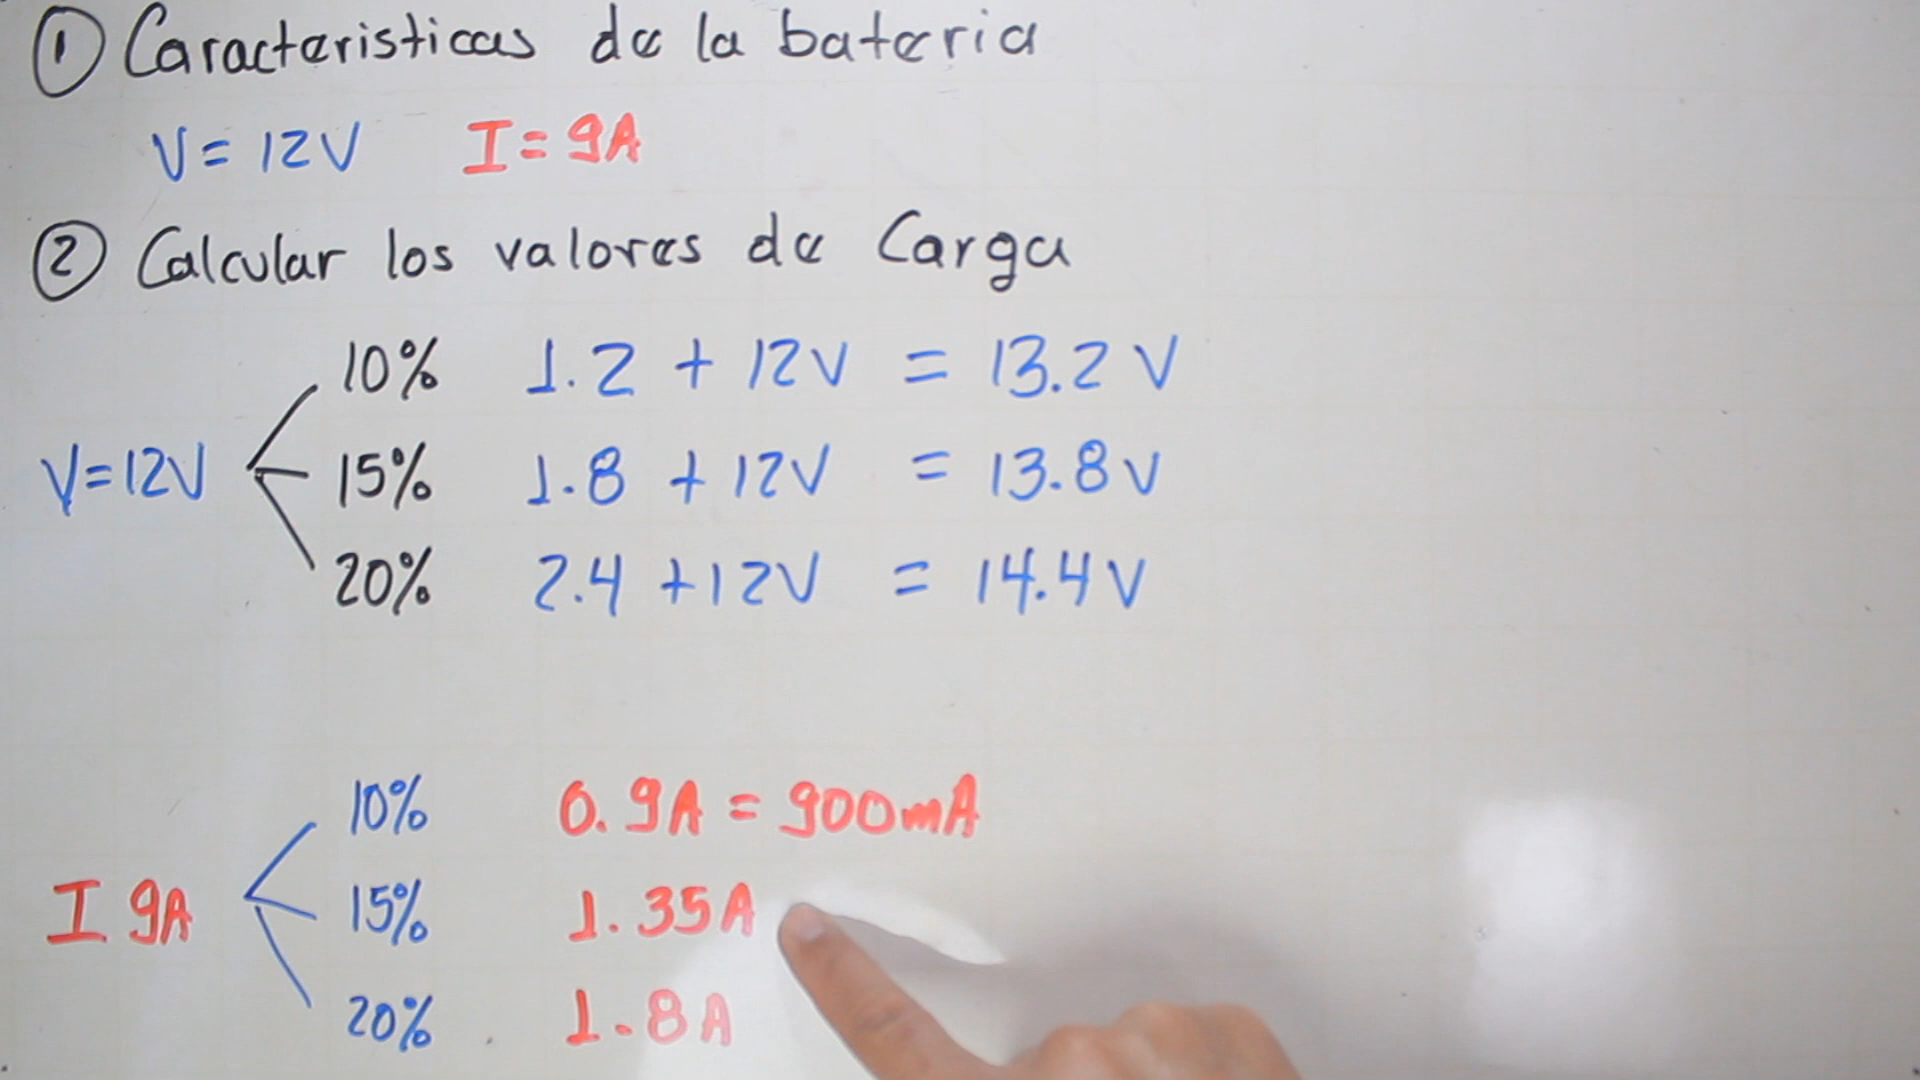 ① Caracteristicas de la bateria
V = 12V I = 9A
② Calcular los valores de Carga
10% 1.2 + 12V = 13.2 V
V=12V 15% 1.8 + 12V = 13.8V
20% 2.4 + 12V = 14.4V
10% 0.9A = 900mA
I 9A 15% 1.35A
20% 1.8A